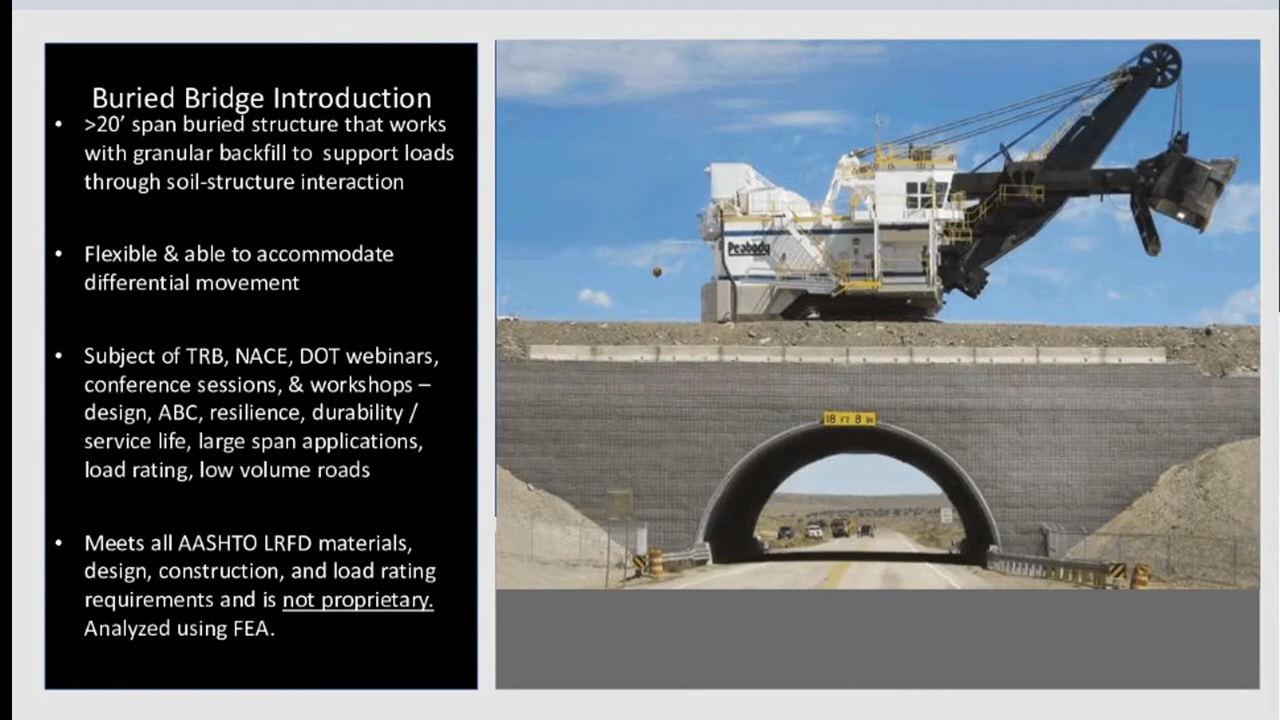 Buried Bridge Introduction
• >20’ span buried structure that works
with granular backfill to support loads
through soil-structure interaction
• Flexible & able to accommodate
differential movement
• Subject of TRB, NACE, DOT webinars,
conference sessions, & workshops –
design, ABC, resilience, durability /
service life, large span applications,
load rating, low volume roads
• Meets all AASHTO LRFD materials,
design, construction, and load rating
requirements and is not proprietary.
Analyzed using FEA.
Peabody
18 FT 8 IN